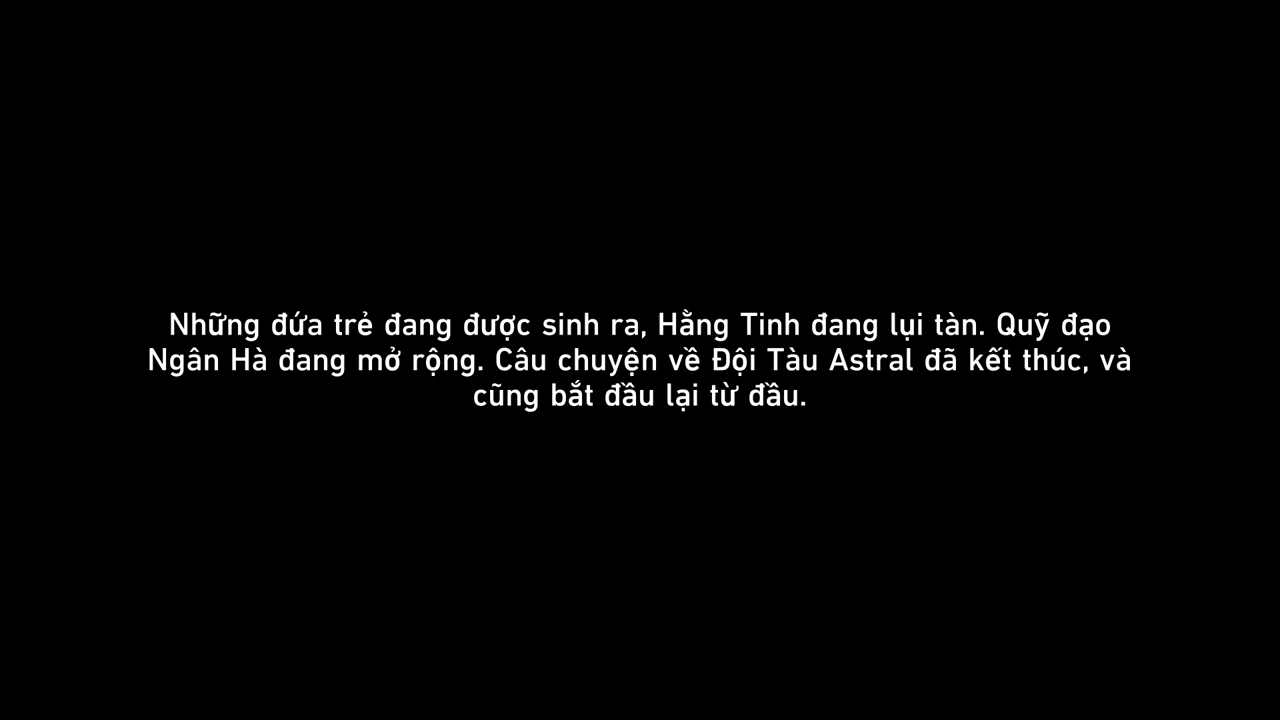 Những đứa trẻ đang được sinh ra, Hằng Tinh đang lụi tàn. Quỹ đạo
Ngân Hà đang mở rộng. Câu chuyện về Đội Tàu Astral đã kết thúc, và
cũng bắt đầu lại từ đầu.